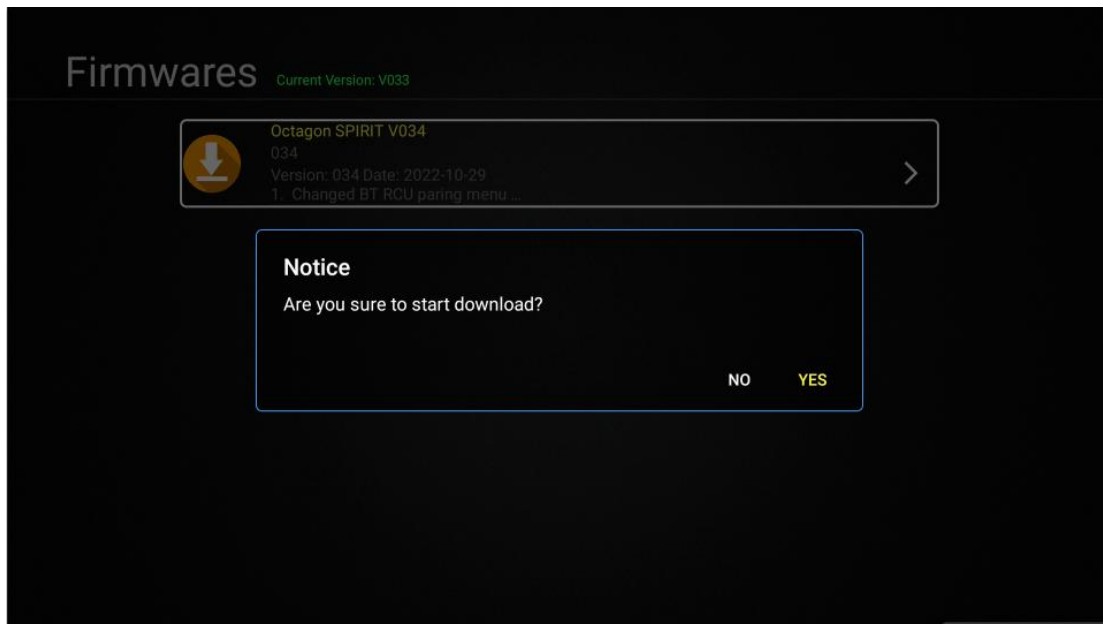 Firmwares Current Version: V033
Octagon SPIRIT V034
034
Version: 034 Date: 2022-10-29
1. Changed BT RCU paring menu ...
Notice
Are you sure to start download?
NO YES